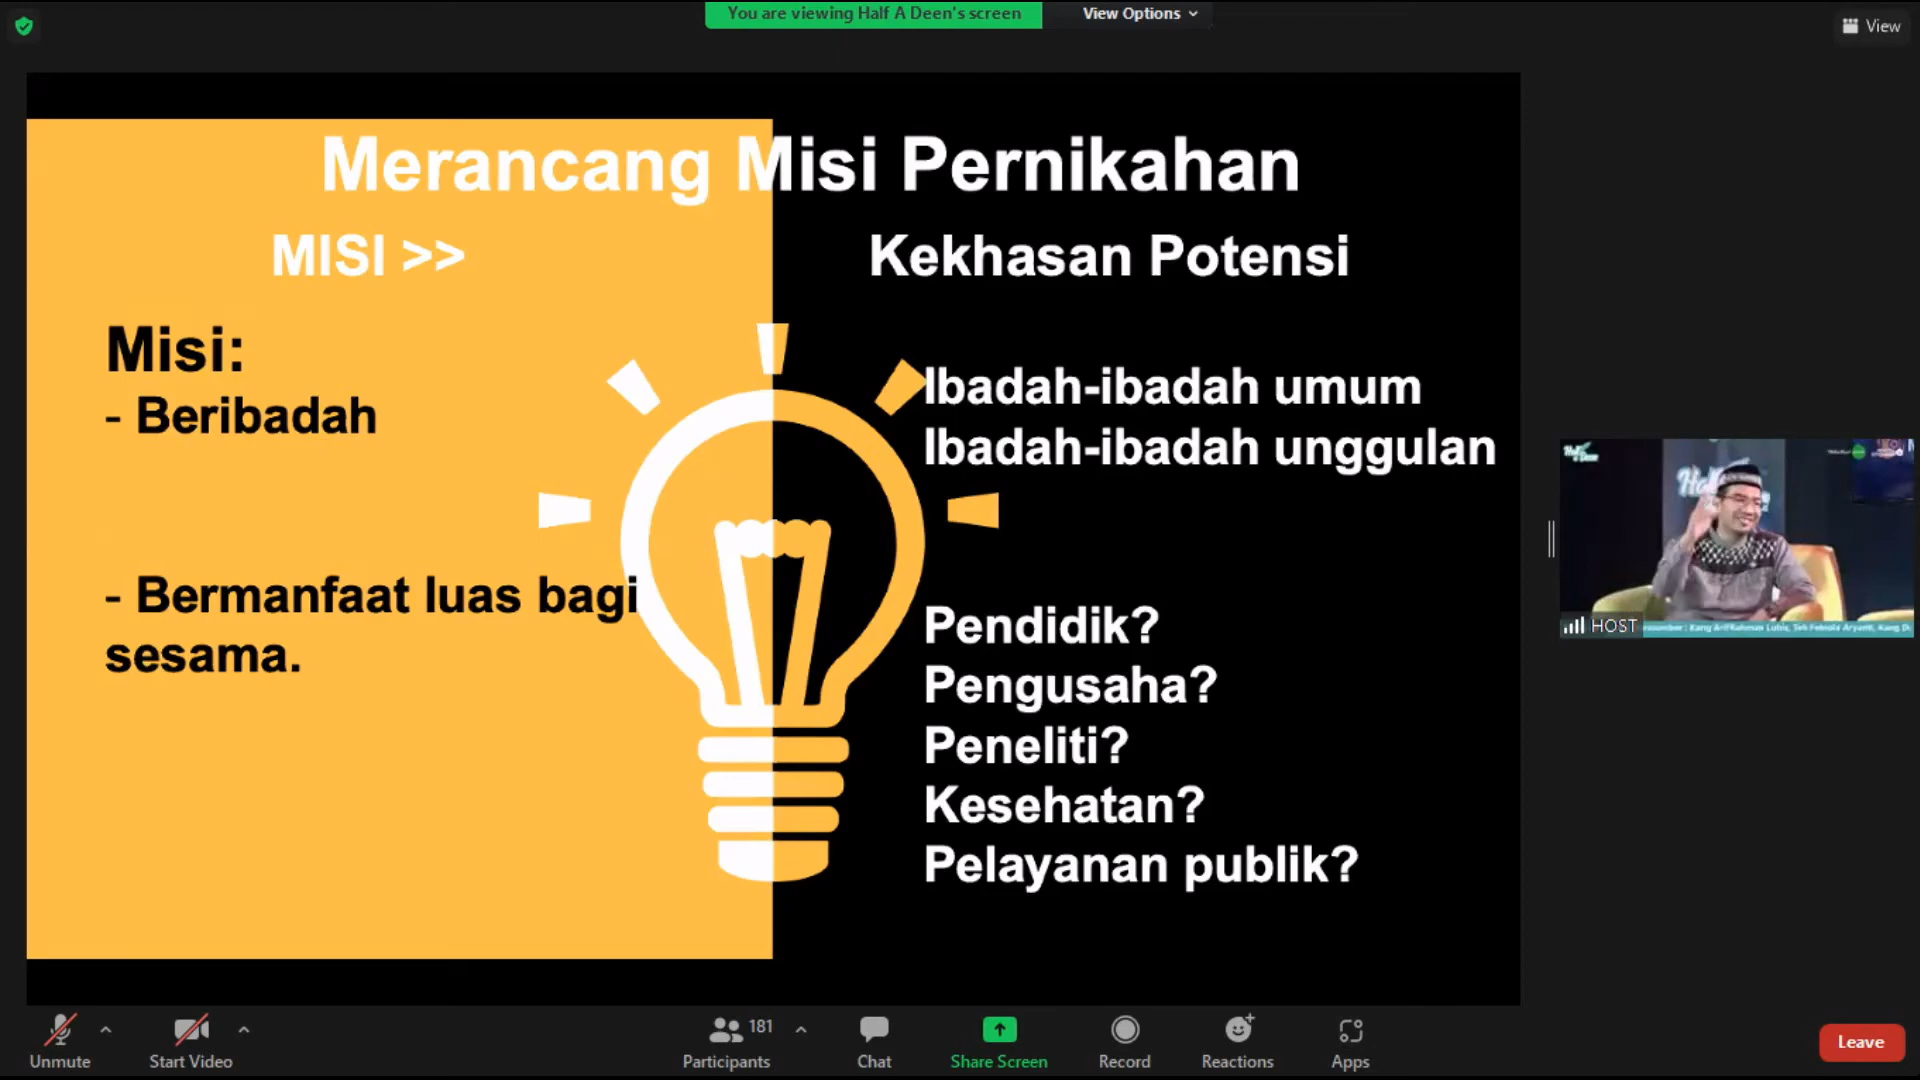 You are viewing Half A Deen's screen
View Options
View
Merancang Misi Pernikahan
MISI >>
Kekhasan Potensi
Misi:
- Beribadah
- Bermanfaat luas bagi
sesama.
Ibadah-ibadah umum
Ibadah-ibadah unggulan
Pendidik?
Pengusaha?
Peneliti?
Kesehatan?
Pelayanan publik?
Half
a Deen
HOST
Unmute
Start Video
181
Participants
Chat
Share Screen
Record
Reactions
Apps
Leave